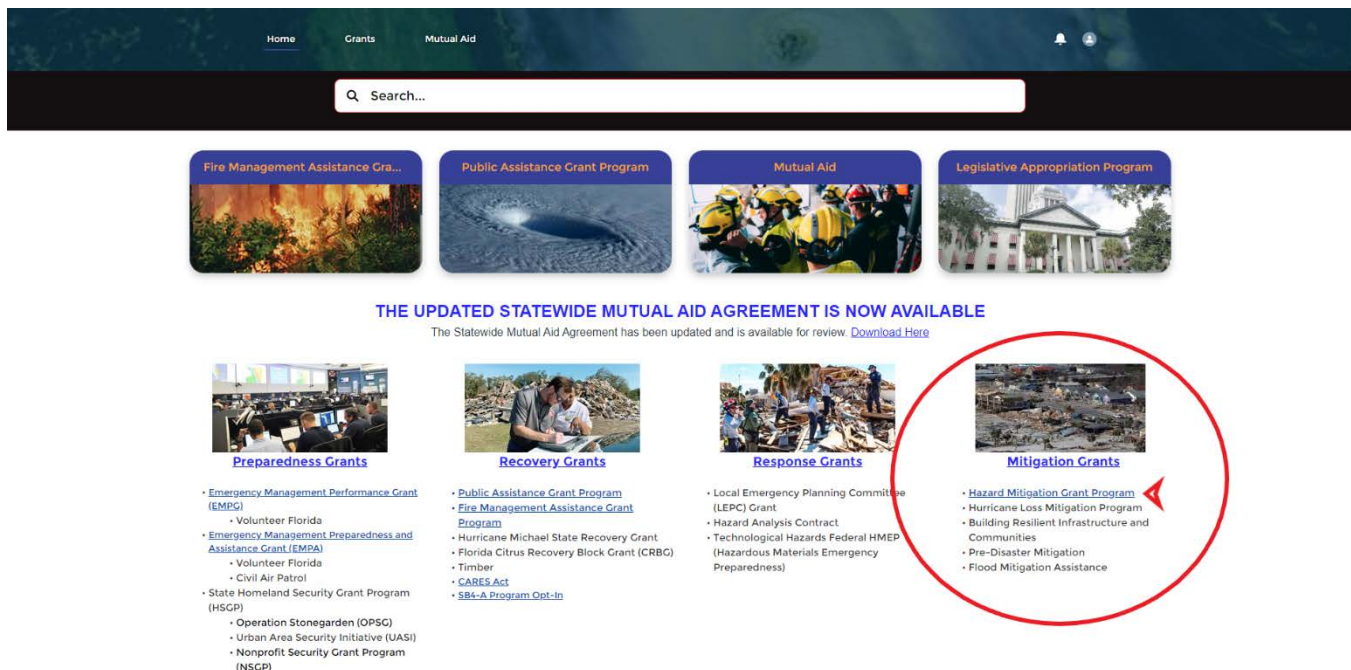 Home
Grants
Mutual Aid
Search...
Fire Management Assistance Gra...
Public Assistance Grant Program
Mutual Aid
Legislative Appropriation Program
THE UPDATED STATEWIDE MUTUAL AID AGREEMENT IS NOW AVAILABLE
The Statewide Mutual Aid Agreement has been updated and is available for review. Download Here
Preparedness Grants
• Emergency Management Performance Grant
(EMPG)
• Volunteer Florida
• Emergency Management Preparedness and
Assistance Grant (EMPA)
• Volunteer Florida
• Civil Air Patrol
• State Homeland Security Grant Program
(HSGP)
• Operation Stonegarden (OPSG)
• Urban Area Security Initiative (UASI)
• Nonprofit Security Grant Program
(NSGP)
Recovery Grants
• Public Assistance Grant Program
• Fire Management Assistance Grant
Program
• Hurricane Michael State Recovery Grant
• Florida Citrus Recovery Block Grant (CRBG)
• Timber
• CARES Act
• SB4-A Program Opt-In
Response Grants
• Local Emergency Planning Committee
(LEPC) Grant
• Hazard Analysis Contract
• Technological Hazards Federal HMEP
(Hazardous Materials Emergency
Preparedness)
Mitigation Grants
• Hazard Mitigation Grant Program
• Hurricane Loss Mitigation Program
• Building Resilient Infrastructure and
Communities
• Pre-Disaster Mitigation
• Flood Mitigation Assistance